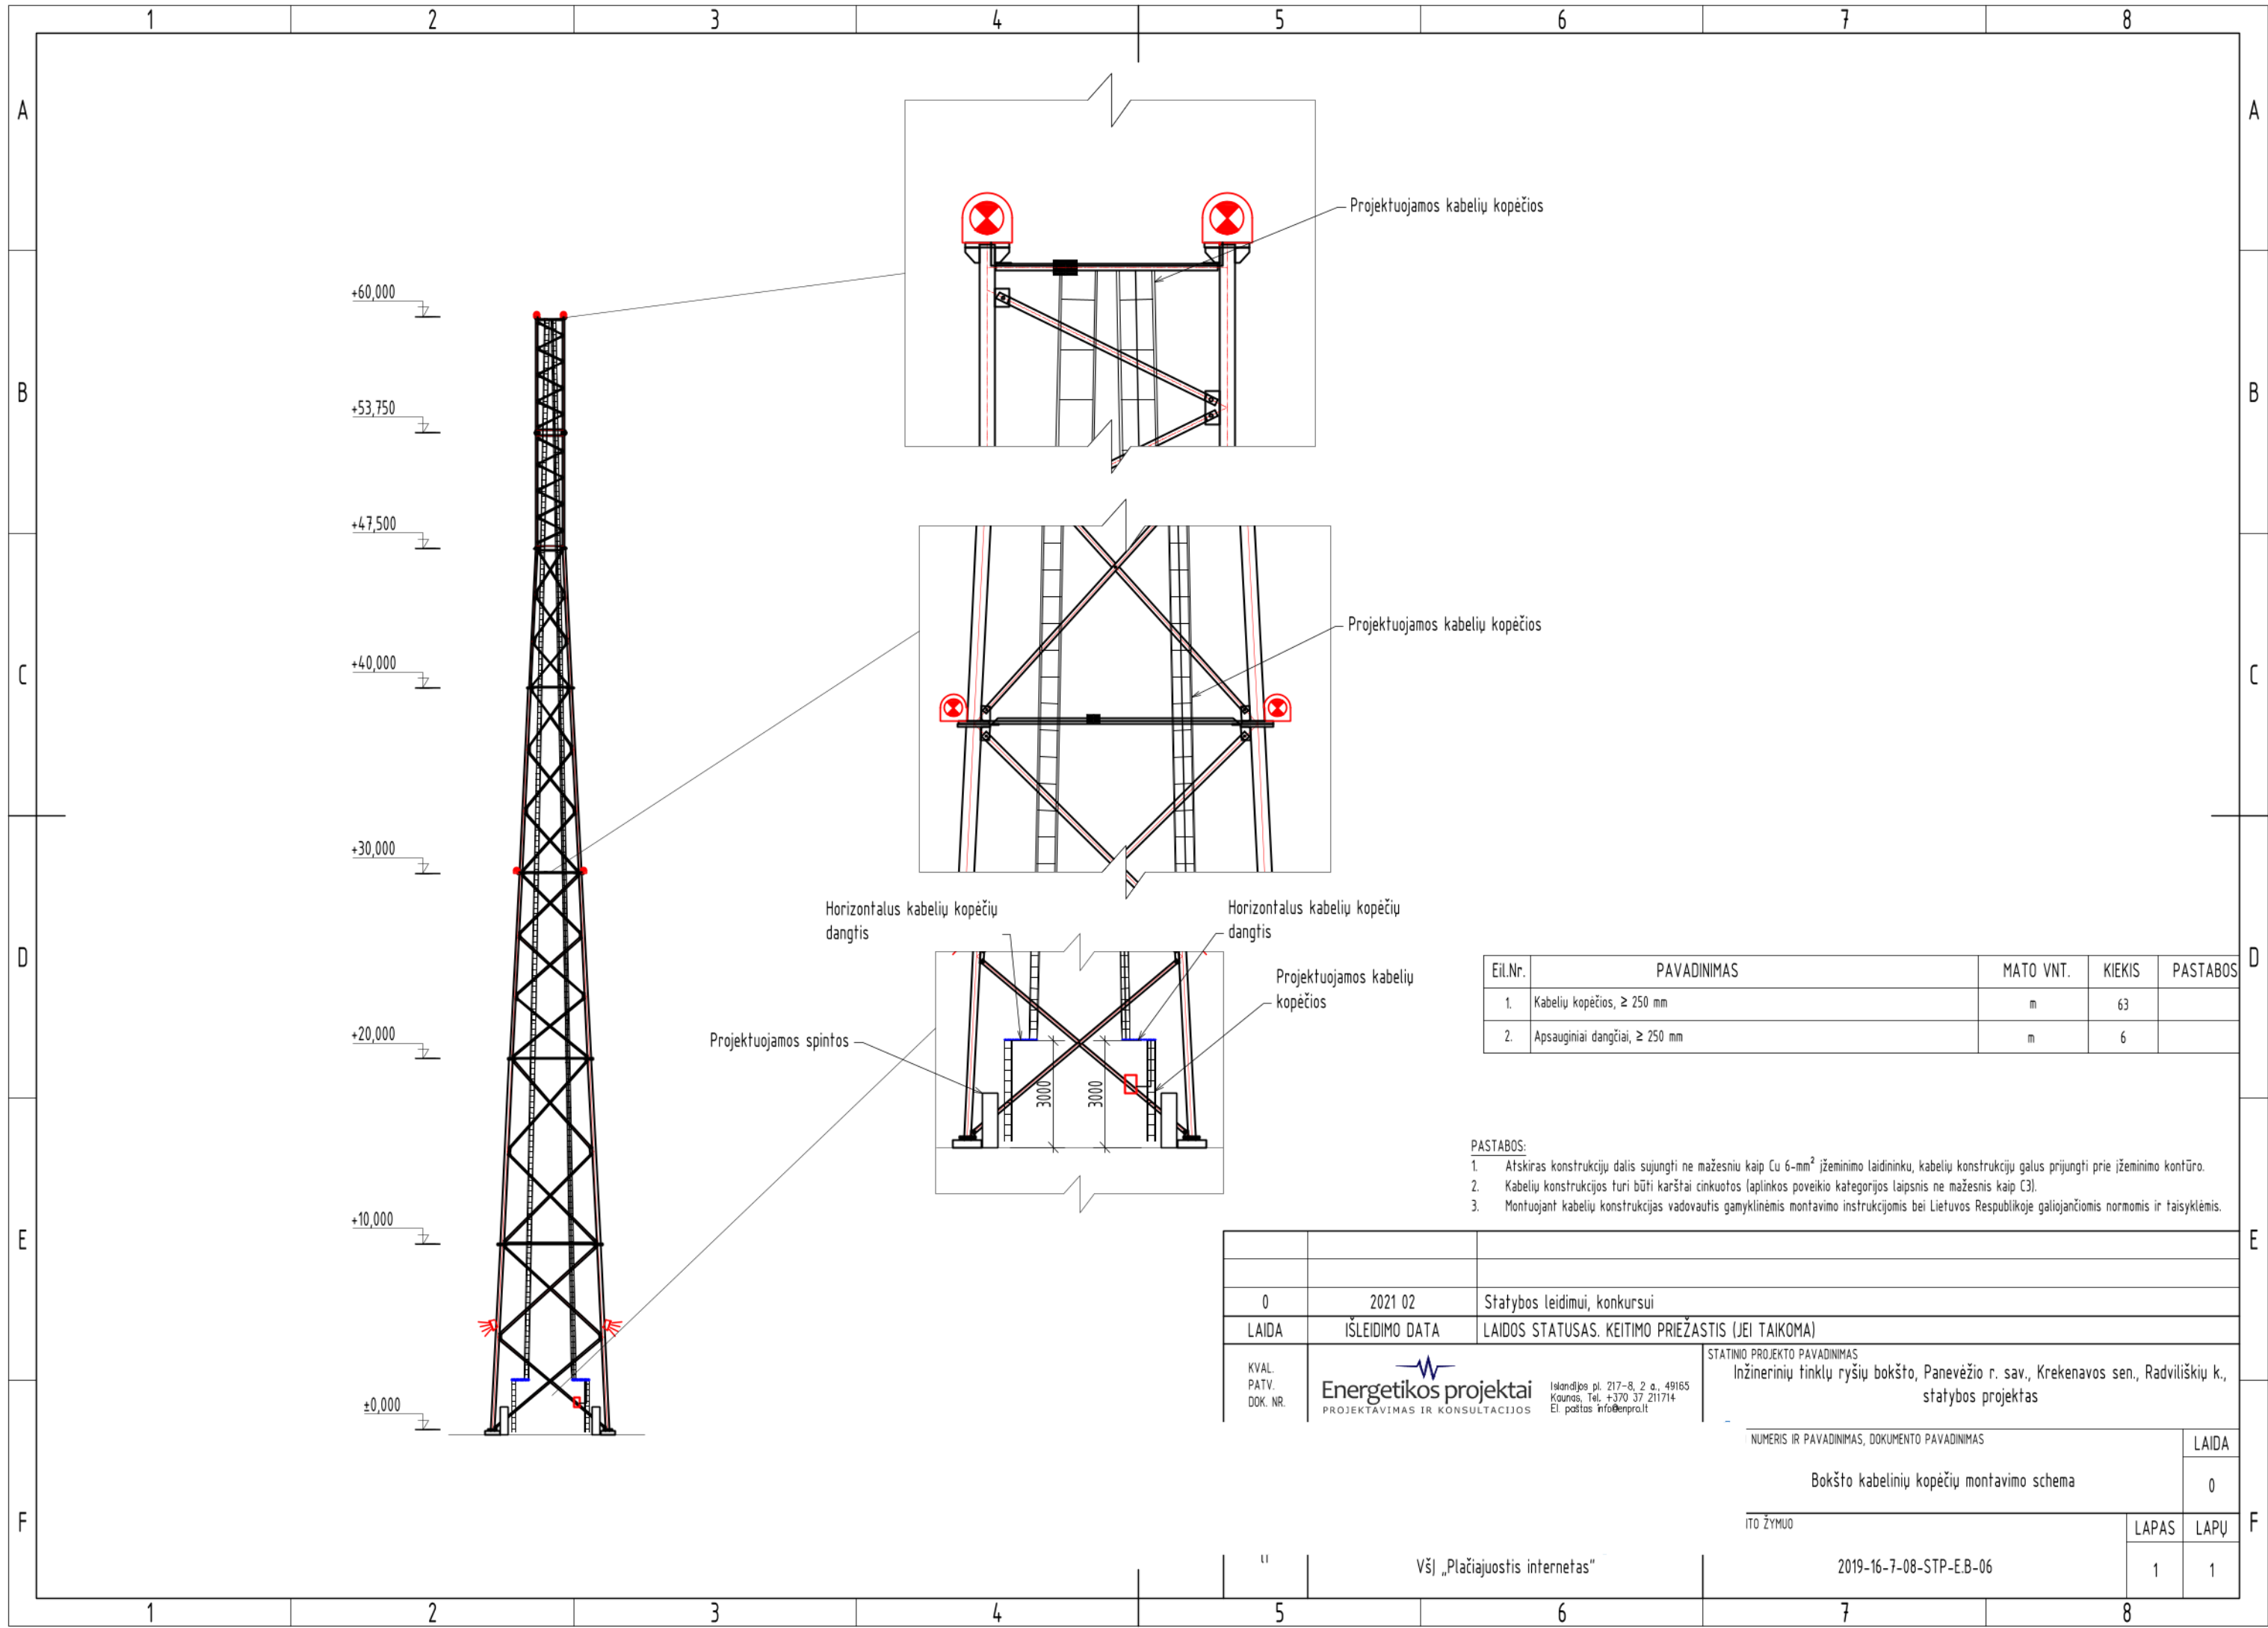 1 2 3 4 5 6 7 8
A A
B B
C C
D D
E E
F F
+60,000
+53,750
+47,500
+40,000
+30,000
+20,000
+10,000
±0,000
Projektuojamos kabelių kopėčios
Projektuojamos kabelių kopėčios
Horizontalus kabelių kopėčių
dangtis
Horizontalus kabelių kopėčių
dangtis
Projektuojamos kabelių
kopėčios
Projektuojamos spintos
3000
3000
Eil.Nr. PAVADINIMAS MATO VNT. KIEKIS PASTABOS
1. Kabelių kopėčios, ≥ 250 mm m 63
2. Apsauginiai dangčiai, ≥ 250 mm m 6
PASTABOS:
1. Atskiras konstrukcijų dalis sujungti ne mažesniu kaip Cu 6-mm² įžeminimo laidininku, kabelių konstrukcijų galus prijungti prie įžeminimo kontūro.
2. Kabelių konstrukcijos turi būti karštai cinkuotos (aplinkos poveikio kategorijos laipsnis ne mažesnis kaip C3).
3. Montuojant kabelių konstrukcijas vadovautis gamyklinėmis montavimo instrukcijomis bei Lietuvos Respublikoje galiojančiomis normomis ir taisyklėmis.
0 2021 02 Statybos leidimui, konkursui
LAIDA IŠLEIDIMO DATA LAIDOS STATUSAS. KEITIMO PRIEŽASTIS (JEI TAIKOMA)
KVAL.
PATV.
DOK. NR.
Energetikos projektai
PROJEKTAVIMAS IR KONSULTACIJOS
Islandijos pl. 217-8, 2 a., 49165
Kaunas, Tel. +370 37 211714
El. paštas info@enpro.lt
STATINIO PROJEKTO PAVADINIMAS
Inžinerinių tinklų ryšių bokšto, Panevėžio r. sav., Krekenavos sen., Radviliškių k.,
statybos projektas
NUMERIS IR PAVADINIMAS, DOKUMENTO PAVADINIMAS LAIDA
Bokšto kabelinių kopėčių montavimo schema 0
ŽYMUO LAPAS LAPŲ
VšĮ „Plačiajuostis internetas" 2019-16-7-08-STP-E.B-06 1 1
1 2 3 4 5 6 7 8